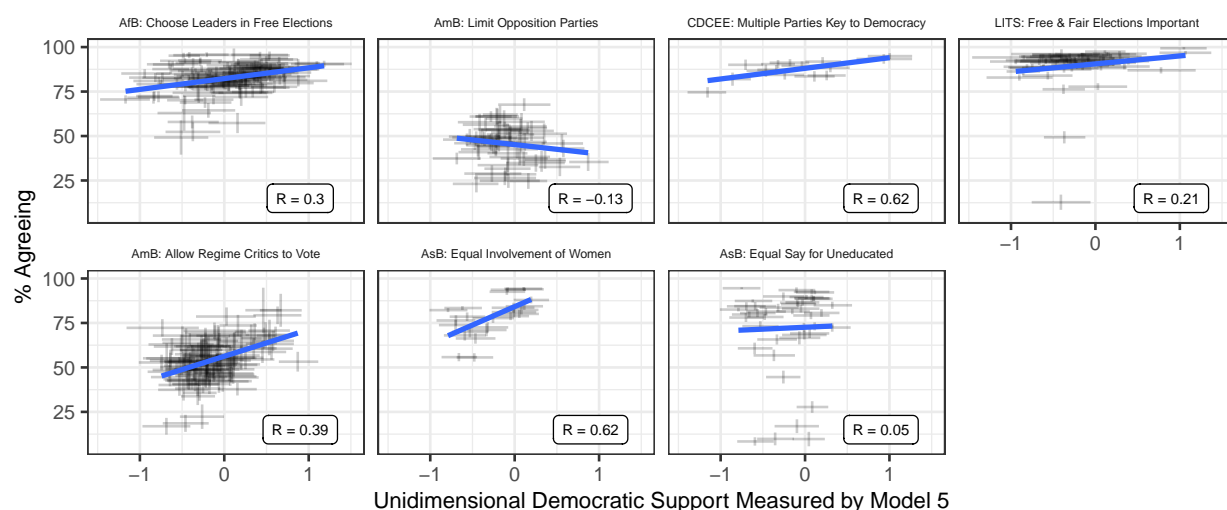 AfB: Choose Leaders in Free Elections
AmB: Limit Opposition Parties
CDCEE: Multiple Parties Key to Democracy
LITS: Free & Fair Elections Important
100
75
50
25
R = 0.3
R = −0.13
R = 0.62
R = 0.21
−1 0 1
% Agreeing
AmB: Allow Regime Critics to Vote
AsB: Equal Involvement of Women
AsB: Equal Say for Uneducated
100
75
50
25
R = 0.39
R = 0.62
R = 0.05
−1 0 1
−1 0 1
−1 0 1
Unidimensional Democratic Support Measured by Model 5